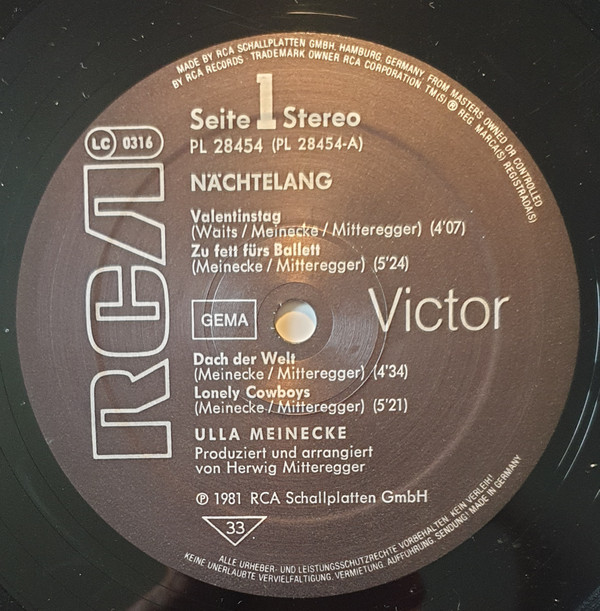 MADE BY RCA SCHALLPLATTEN GMBH, HAMBURG, GERMANY, FROM MASTERS OWNED OR CONTROLLED
BY RCA RECORDS · TRADEMARK OWNER RCA CORPORATION. TM(S) ® REG. MARCA(S) REGISTRADA(S)
Seite 1 Stereo
PL 28454 (PL 28454-A)
LC 0316
RCA
NÄCHTELANG
Valentinstag
(Waits / Meinecke / Mitteregger) (4'07)
Zu fett fürs Ballett
(Meinecke / Mitteregger) (5'24)
GEMA
Victor
Dach der Welt
(Meinecke / Mitteregger) (4'34)
Lonely Cowboys
(Meinecke / Mitteregger) (5'21)
ULLA MEINECKE
Produziert und arrangiert
von Herwig Mitteregger
℗ 1981 RCA Schallplatten GmbH
33
ALLE URHEBER- UND LEISTUNGSSCHUTZRECHTE VORBEHALTEN. KEIN VERLEIH!
KEINE UNERLAUBTE VERVIELFÄLTIGUNG, VERMIETUNG, AUFFÜHRUNG, SENDUNG! MADE IN GERMANY